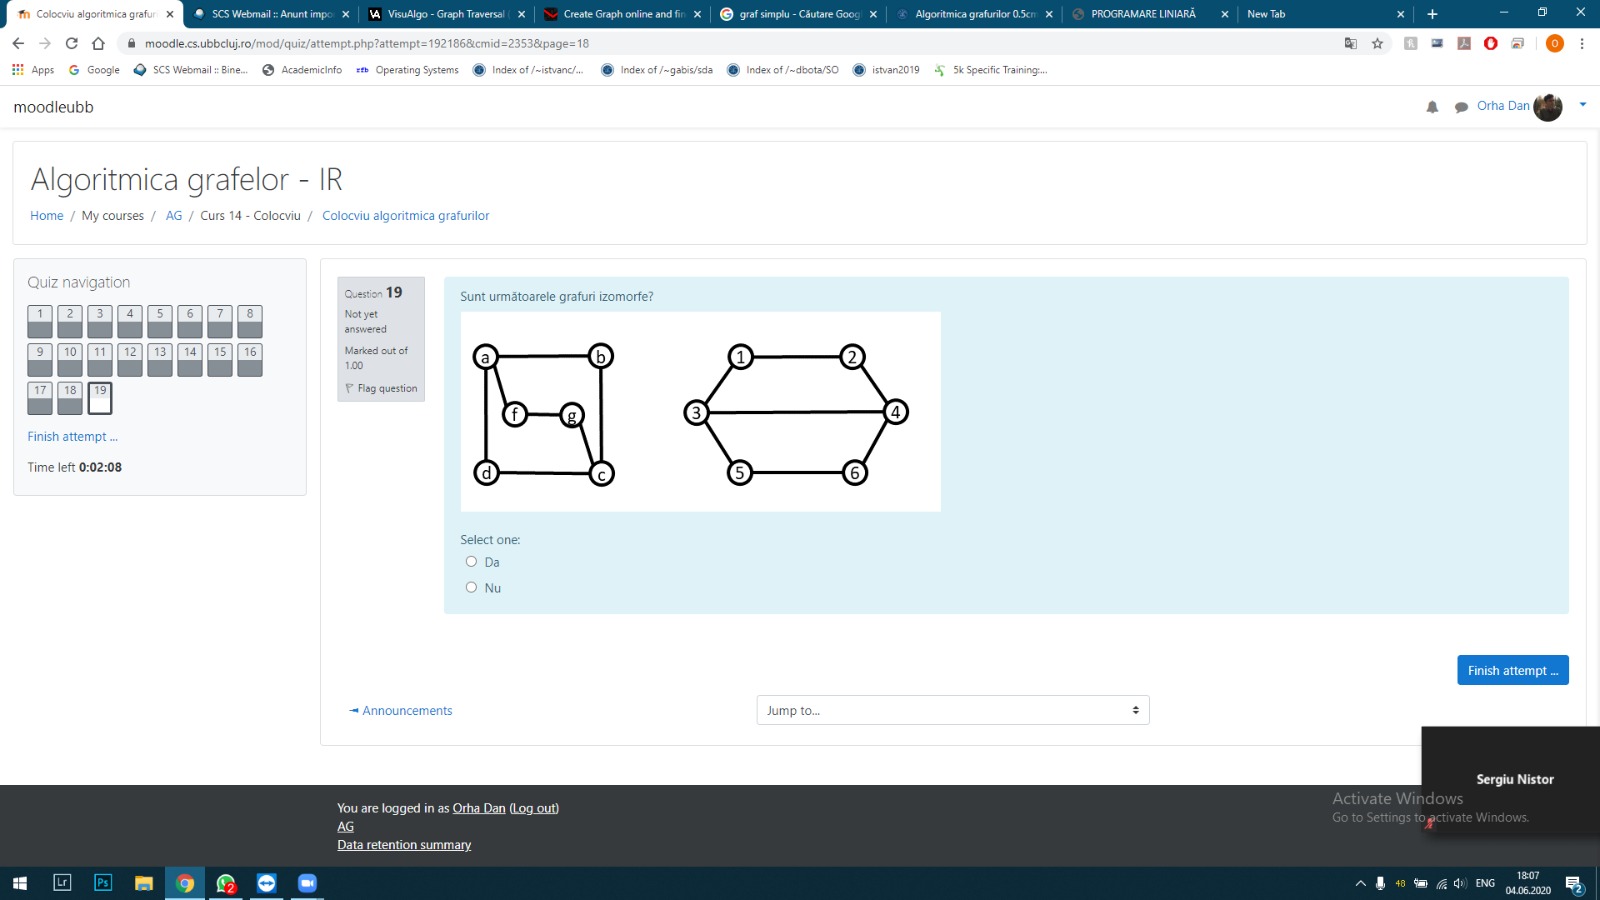 Colocviu algoritmica grafuri
SCS Webmail :: Anunt impo
VisuAlgo - Graph Traversal (
Create Graph online and fin
graf simplu - Căutare Goog
Algoritmica grafurilor 0.5cm
PROGRAMARE LINIARĂ
New Tab
moodle.cs.ubbcluj.ro/mod/quiz/attempt.php?attempt=192186&cmid=2353&page=18
Apps
Google
SCS Webmail :: Bine...
AcademicInfo
Operating Systems
Index of /~istvanc/...
Index of /~gabis/sda
Index of /~dbota/SO
istvan2019
5k Specific Training:...
moodleubb
Orha Dan
Algoritmica grafelor - IR
Home / My courses / AG / Curs 14 - Colocviu / Colocviu algoritmica grafurilor
Quiz navigation
1 2 3 4 5 6 7 8
9 10 11 12 13 14 15 16
17 18 19
Finish attempt ...
Time left 0:02:08
Question 19
Not yet
answered
Marked out of
1.00
Flag question
Sunt următoarele grafuri izomorfe?
a b 1 2
f g 3 4
d c 5 6
Select one:
Da
Nu
Finish attempt ...
◄ Announcements
Jump to...
Sergiu Nistor
Activate Windows
Go to Settings to activate Windows.
You are logged in as Orha Dan (Log out)
AG
Data retention summary
Lr
Ps
2
48
ENG
18:07
04.06.2020
2